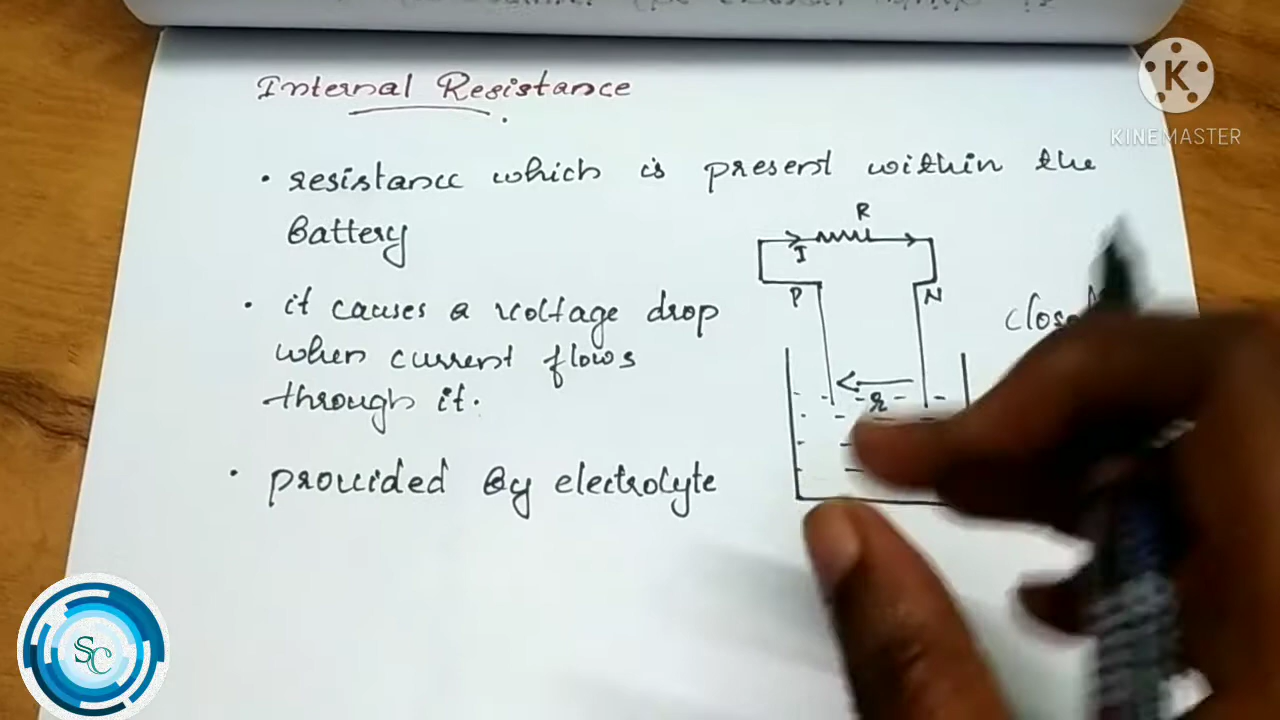 Internal Resistance
KINEMASTER
K
• resistance which is present within the
Battery
R
I
P
N
• it causes a voltage drop
when current flows
through it.
r
• provided by electrolyte
SC